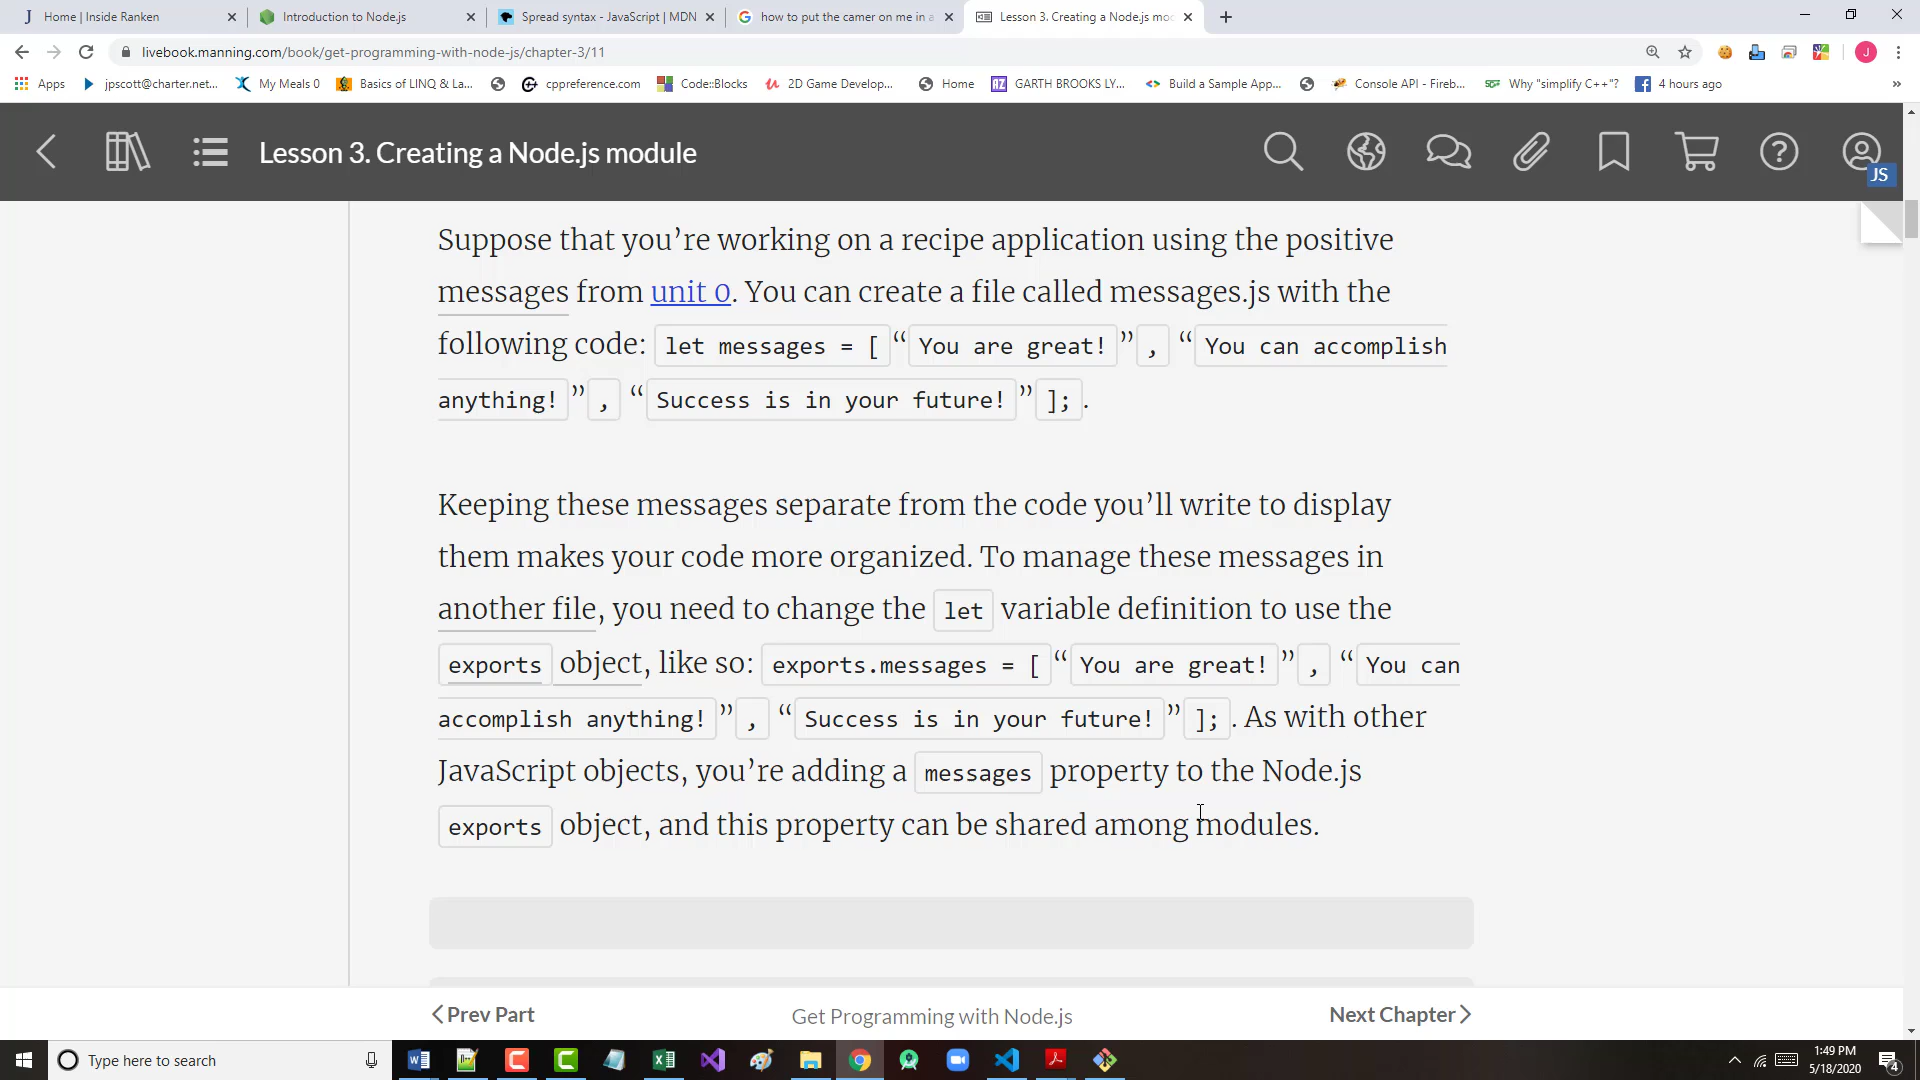 Home | Inside Ranken
Introduction to Node.js
Spread syntax - JavaScript | MDN
how to put the camer on me in a
Lesson 3. Creating a Node.js moc
livebook.manning.com/book/get-programming-with-node-js/chapter-3/11
J
Apps
jpscott@charter.net...
My Meals 0
Basics of LINQ & La...
cppreference.com
Code::Blocks
2D Game Develop...
Home
GARTH BROOKS LY...
Build a Sample App...
Console API - Fireb...
Why "simplify C++"?
4 hours ago
Lesson 3. Creating a Node.js module
JS
Suppose that you’re working on a recipe application using the positive
messages from unit 0. You can create a file called messages.js with the
following code: let messages = [ “ You are great! ” , “ You can accomplish
anything! ” , “ Success is in your future! ” ]; .
Keeping these messages separate from the code you’ll write to display
them makes your code more organized. To manage these messages in
another file, you need to change the let variable definition to use the
exports object, like so: exports.messages = [ “ You are great! ” , “ You can
accomplish anything! ” , “ Success is in your future! ” ]; . As with other
JavaScript objects, you’re adding a messages property to the Node.js
exports object, and this property can be shared among modules.
Prev Part
Get Programming with Node.js
Next Chapter
Type here to search
1:49 PM
5/18/2020
4